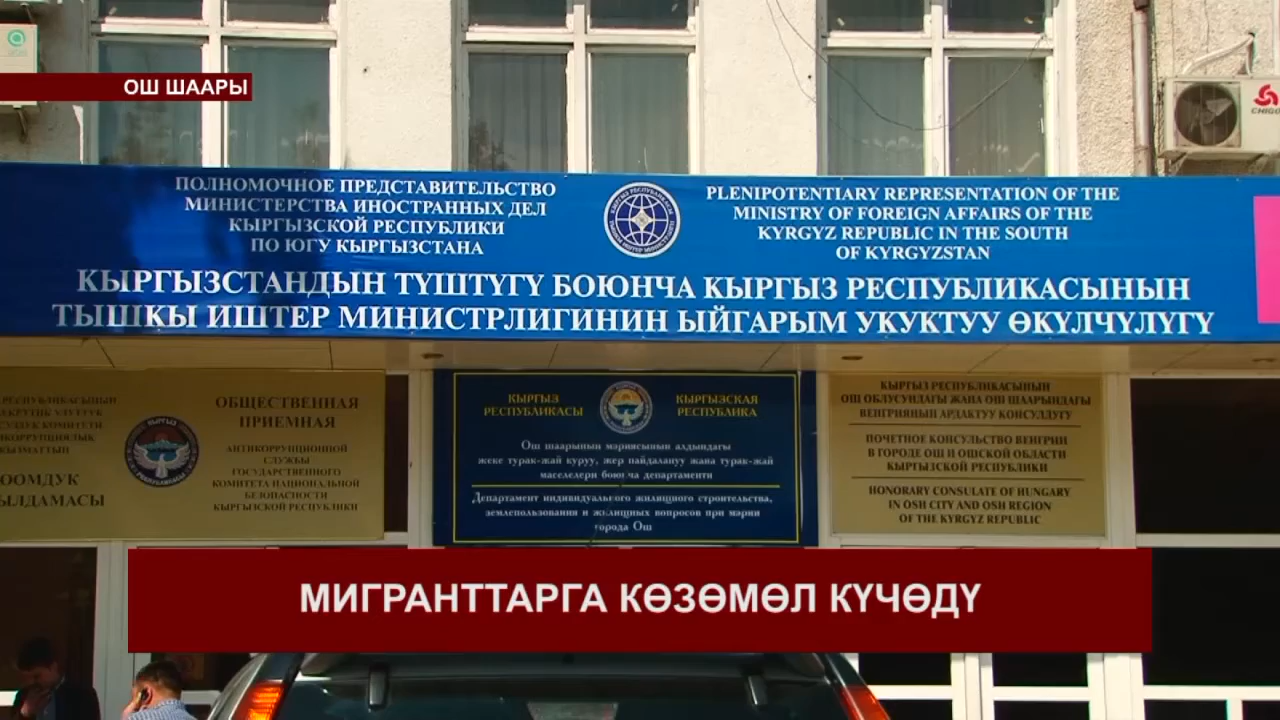 ОШ ШААРЫ
CHIGO
ПОЛНОМОЧНОЕ ПРЕДСТАВИТЕЛЬСТВО
МИНИСТЕРСТВА ИНОСТРАННЫХ ДЕЛ
КЫРГЫЗСКОЙ РЕСПУБЛИКИ
ПО ЮГУ КЫРГЫЗСТАНА
PLENIPOTENTIARY REPRESENTATION OF THE
MINISTRY OF FOREIGN AFFAIRS OF THE
KYRGYZ REPUBLIC IN THE SOUTH
OF KYRGYZSTAN
КЫРГЫЗСТАНДЫН ТҮШТҮГҮ БОЮНЧА КЫРГЫЗ РЕСПУБЛИКАСЫНЫН
ТЫШКЫ ИШТЕР МИНИСТРЛИГИНИН ЫЙГАРЫМ УКУКТУУ ӨКҮЛЧҮЛҮГҮ
РЕСПУБЛИКАСЫНЫН
УЛУТТУК
КОМИТЕТИ
ООМДУК
ЫЛДАМАСЫ
ОБЩЕСТВЕННАЯ
ПРИЕМНАЯ
АНТИКОРРУПЦИОННОЙ
СЛУЖБЫ
ГОСУДАРСТВЕННОГО
КОМИТЕТА НАЦИОНАЛЬНОЙ
БЕЗОПАСНОСТИ
КЫРГЫЗСКОЙ РЕСПУБЛИКИ
КЫРГЫЗ
РЕСПУБЛИКАСЫ
КЫРГЫЗСКАЯ
РЕСПУБЛИКА
Ош шаарынын мэриясынын алдындагы
жеке турак-жай куруу, жер пайдалануу жана турак-жай
маселелери боюнча департаменти
Департамент индивидуального жилищного строительства,
землепользования и жилищных вопросов при мэрии
города Ош
КЫРГЫЗ РЕСПУБЛИКАСЫНЫН
ОШ ОБЛУСУНДАГЫ ЖАНА ОШ ШААРЫНДАГЫ
ВЕНГРИЯНЫН АРДАКТУУ КОНСУЛДУГУ
ПОЧЕТНОЕ КОНСУЛЬСТВО ВЕНГРИИ
В ГОРОДЕ ОШ И ОШСКОЙ ОБЛАСТИ
КЫРГЫЗСКОЙ РЕСПУБЛИКИ
HONORARY CONSULATE OF HUNGARY
IN OSH CITY AND OSH REGION
OF THE KYRGYZ REPUBLIC
МИГРАНТТАРГА КӨЗӨМӨЛ КҮЧӨДҮ